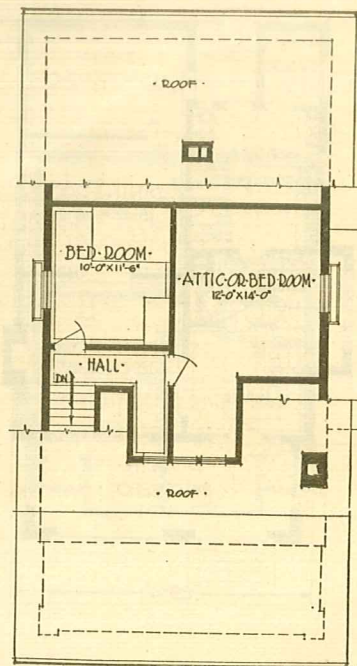 · ROOF ·
BED · ROOM ·
10'-0" X 11'-6"
· ATTIC · OR · BED ROOM ·
12'-0" X 14'-0"
· HALL ·
DN.
· ROOF ·